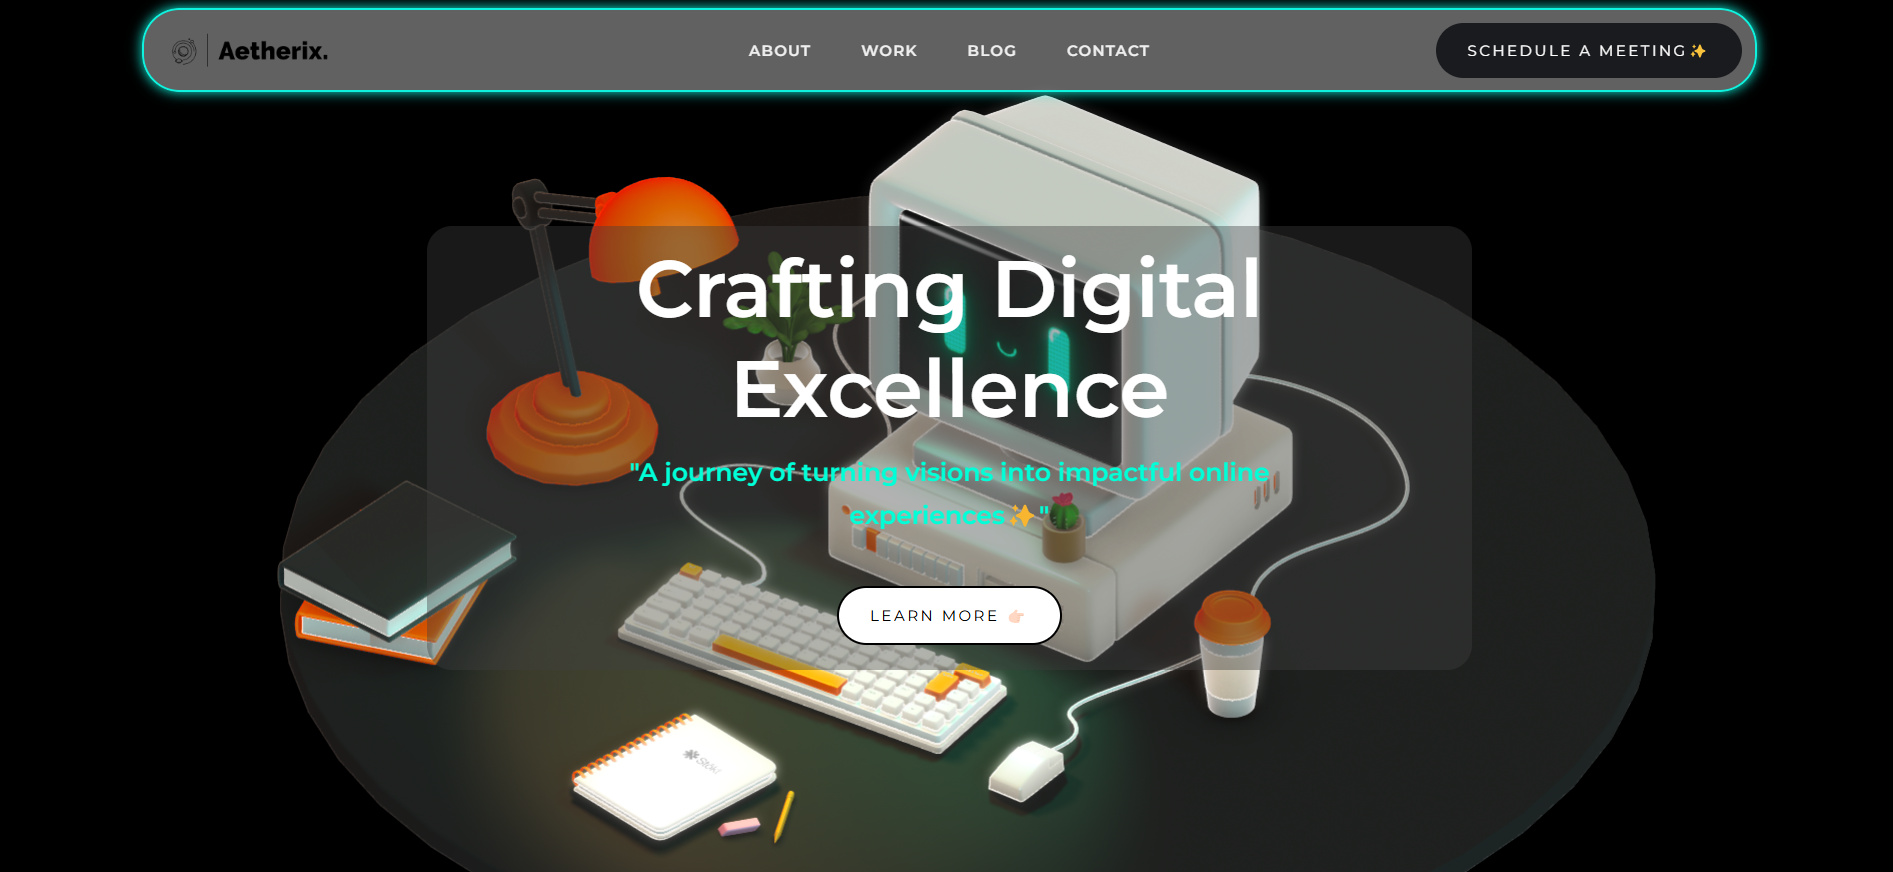 Aetherix.
ABOUT WORK BLOG CONTACT
SCHEDULE A MEETING✨
Crafting Digital
Excellence
"A journey of turning visions into impactful online
experiences✨"
LEARN MORE 👉🏻